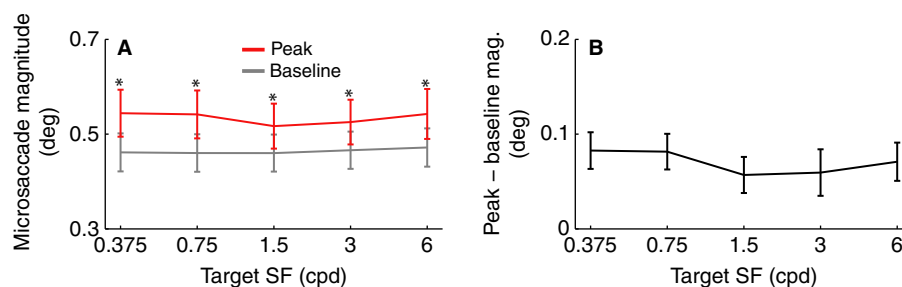 A
Microsaccade magnitude
(deg)
0.7
0.5
0.3
Peak
Baseline
* * * * *
0.375 0.75 1.5 3 6
Target SF (cpd)
B
Peak – baseline mag.
(deg)
0.2
0.1
0
0.375 0.75 1.5 3 6
Target SF (cpd)